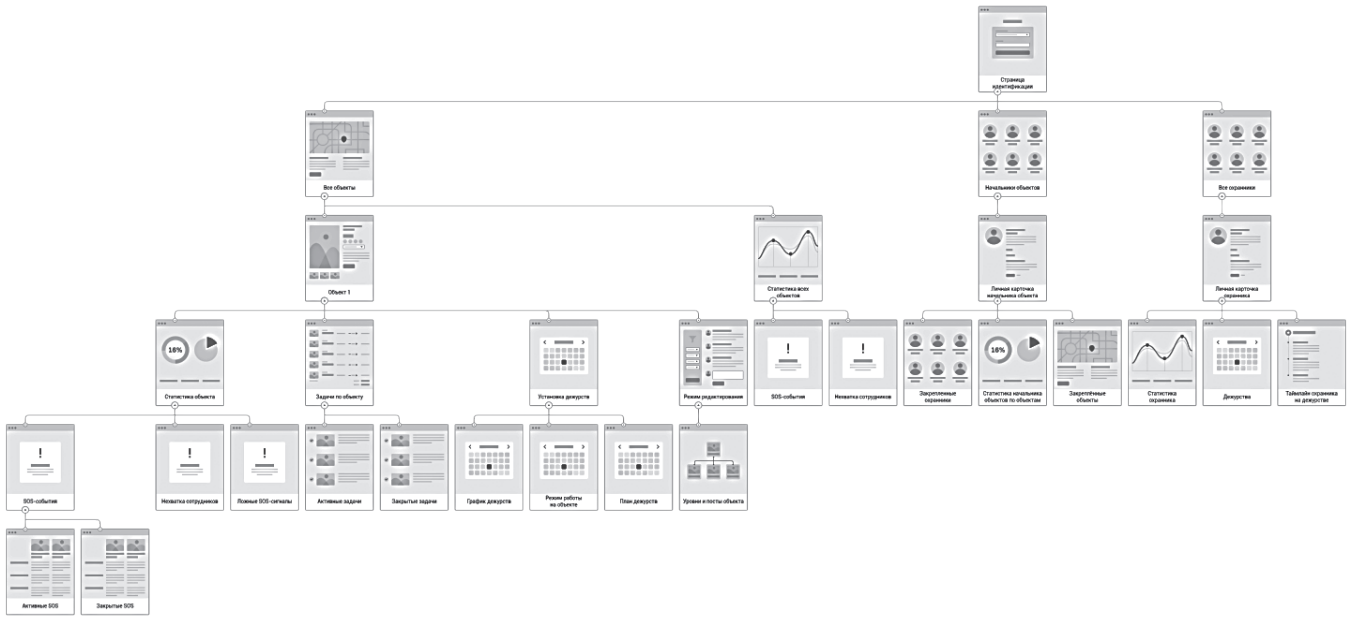 Страница
идентификации
Все объекты
Начальники объектов
Все охранники
Объект 1
Статистика всех
объектов
Личная карточка
начальника объекта
Личная карточка
охранника
16%
Статистика объекта
Задачи по объекту
Установка дежурств
Режим редактирования
!
SOS-события
!
Нехватка сотрудников
Закрепленные
охранники
16%
Статистика начальника
объектов по объектам
Закреплённые
объекты
Статистика
охранника
Дежурства
Таймлайн охранника
на дежурстве
!
SOS-события
!
Нехватка сотрудников
!
Ложные SOS-сигналы
Активные задачи
Закрытые задачи
График дежурств
Режим работы
на объекте
План дежурств
Уровни и посты объекта
Активные SOS
Закрытые SOS